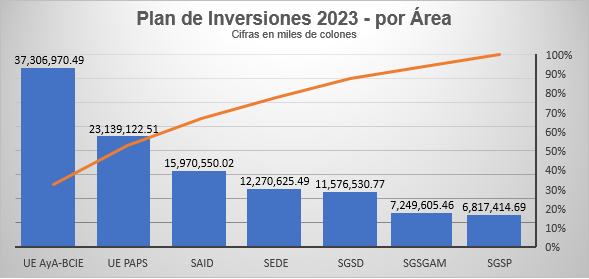 Plan de Inversiones 2023 - por Área
Cifras en miles de colones
37,306,970.49
23,139,122.51
15,970,550.02
12,270,625.49
11,576,530.77
7,249,605.46
6,817,414.69
100%
90%
80%
70%
60%
50%
40%
30%
20%
10%
0%
UE AyA-BCIE
UE PAPS
SAID
SEDE
SGSD
SGSGAM
SGSP